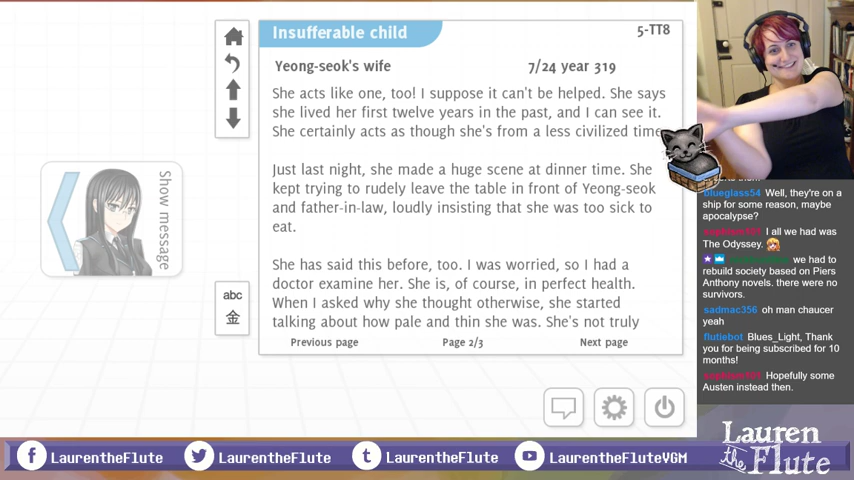 Insufferable child
5-TT8
Yeong-seok's wife
7/24 year 319
She acts like one, too! I suppose it can't be helped. She says
she lived her first twelve years in the past, and I can see it.
She certainly acts as though she's from a less civilized time
Just last night, she made a huge scene at dinner time. She
kept trying to rudely leave the table in front of Yeong-seok
and father-in-law, loudly insisting that she was too sick to
eat.
She has said this before, too. I was worried, so I had a
doctor examine her. She is, of course, in perfect health.
When I asked why she thought otherwise, she started
talking about how pale and thin she was. She's not truly
Previous page
Page 2/3
Next page
Show message
abc
金
blueglass54 Well, they're on a
ship for some reason, maybe
apocalypse?
I all we had was
The Odyssey.
we had to
rebuild society based on Piers
Anthony novels. there were no
survivors.
sadmac356 oh man chaucer
yeah
flutiebot Blues_Light, Thank
you for being subscribed for 10
months!
Hopefully some
Austen instead then.
LaurentheFlute
LaurentheFlute
LaurentheFlute
LaurentheFluteVGM
Lauren
the Flute